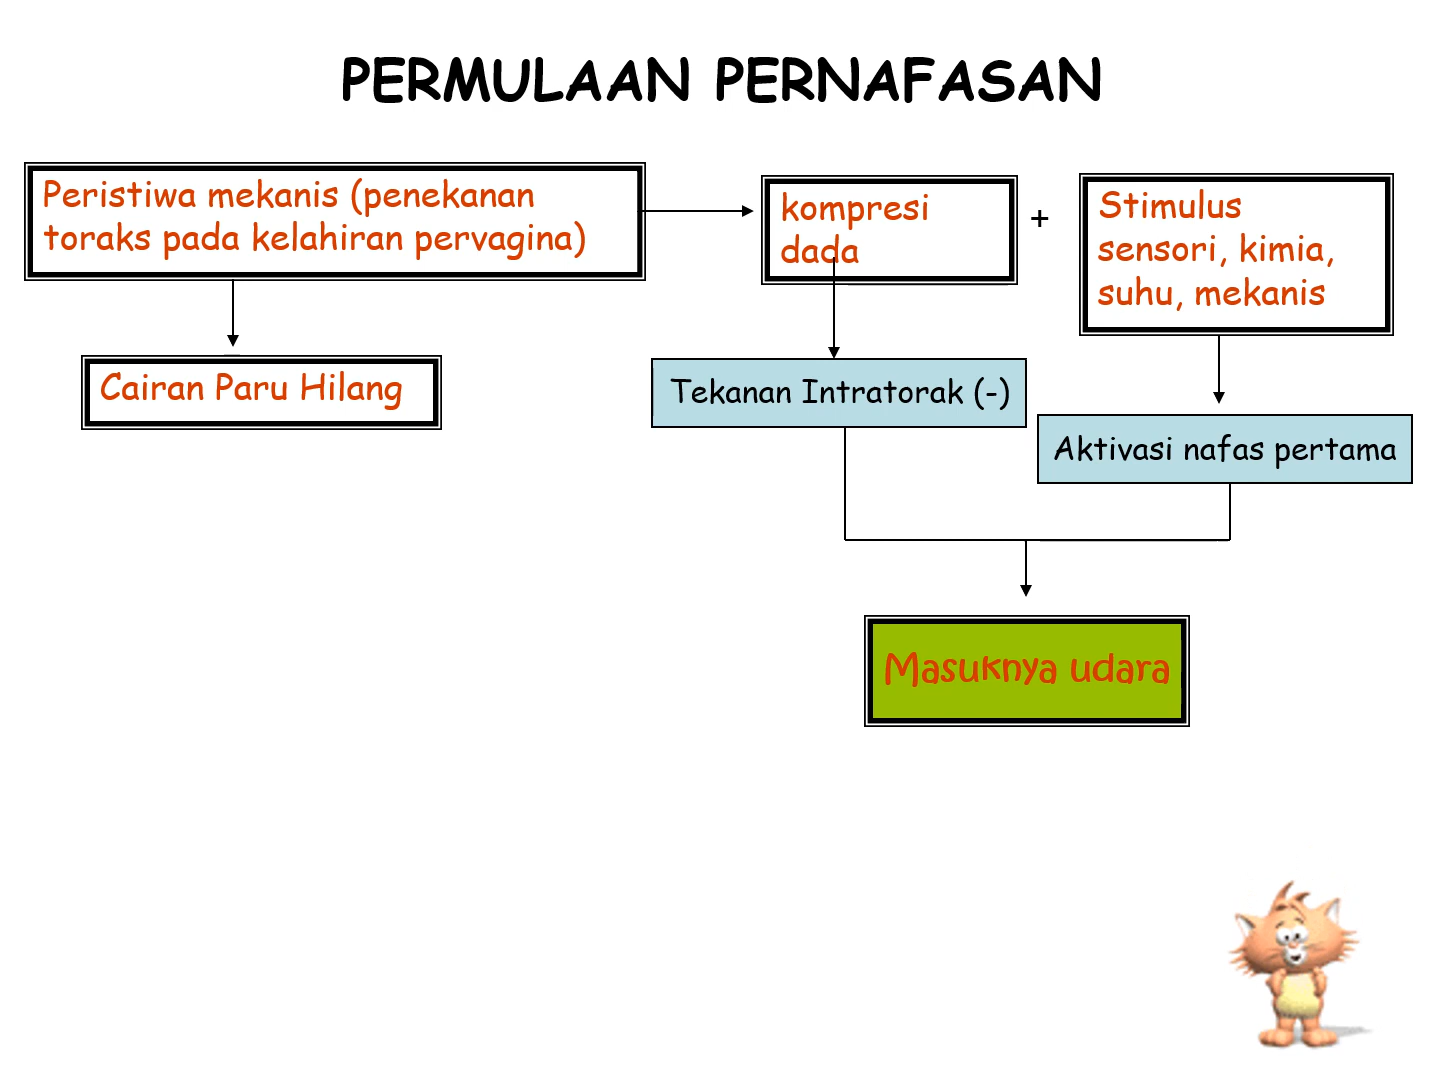 PERMULAAN PERNAFASAN
Peristiwa mekanis (penekanan
toraks pada kelahiran pervagina)
kompresi
dada
+
Stimulus
sensori, kimia,
suhu, mekanis
Cairan Paru Hilang
Tekanan Intratorak (-)
Aktivasi nafas pertama
Masuknya udara